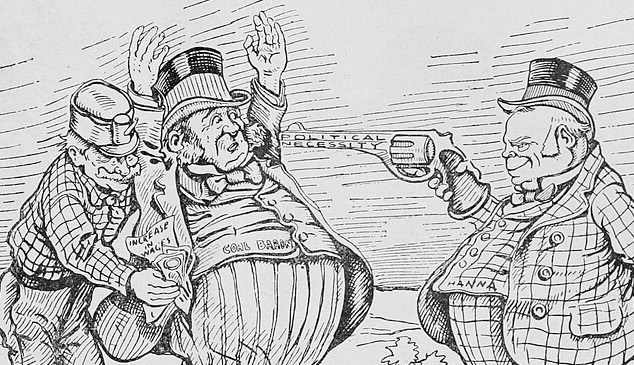 POLITICAL
NECESSITY
INCREASE
IN
WAGES
COAL BARON
HANNA